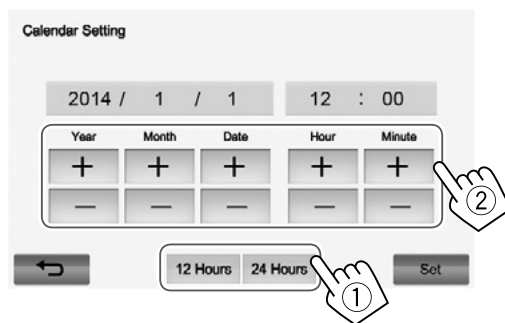 Calendar Setting
2014 / 1 / 1 12 : 00
Year Month Date Hour Minute
+ + + + +
− − − − −
2
12 Hours 24 Hours Set
1